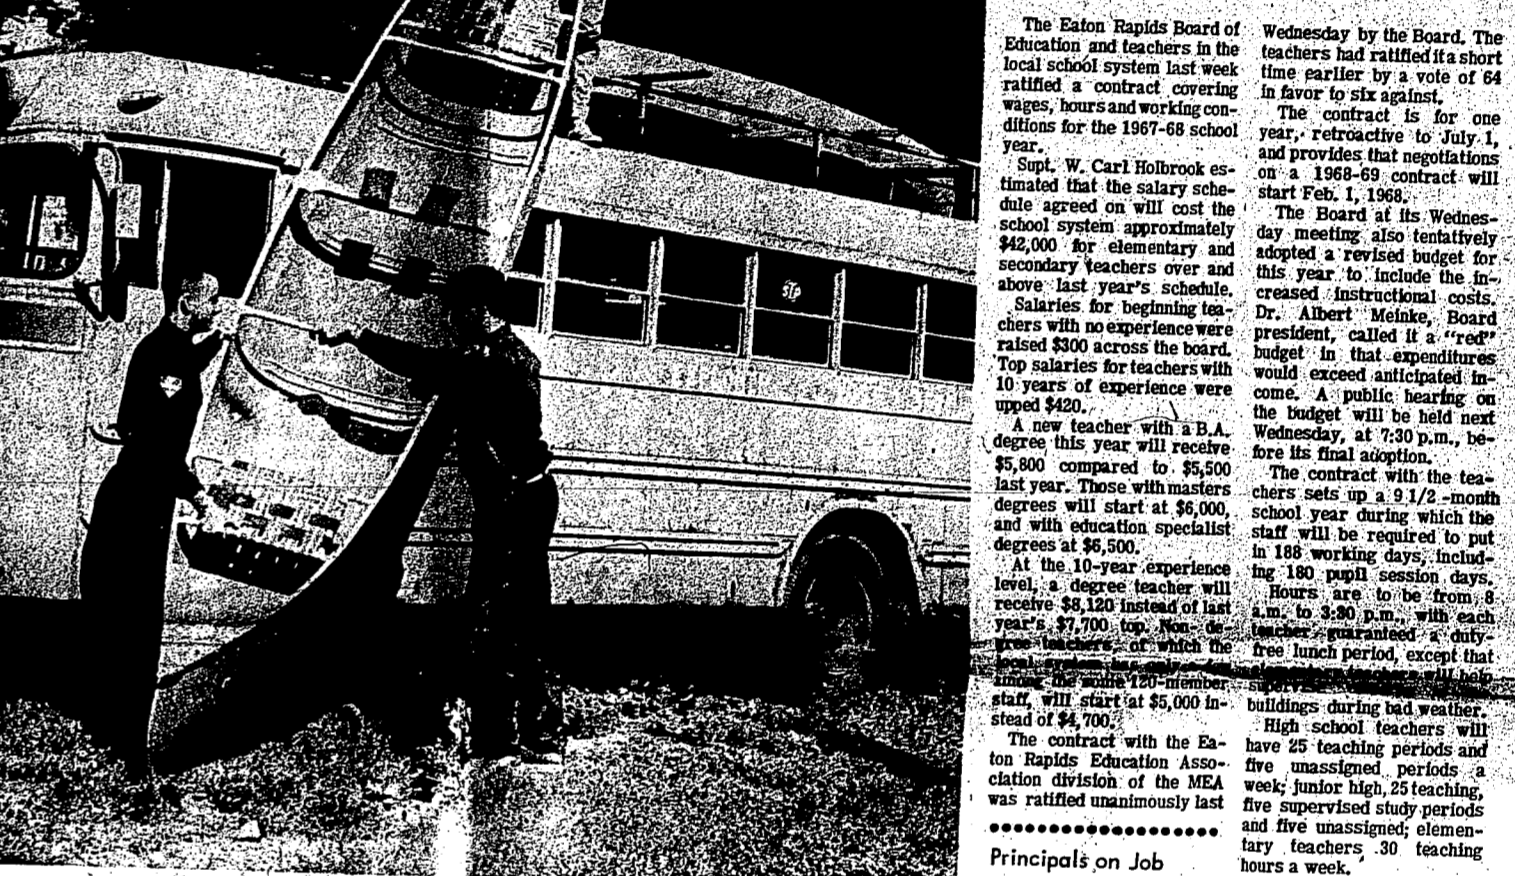 STP
The Eaton Rapids Board of
Education and teachers in the
local school system last week
ratified a contract covering
wages, hours and working con-
ditions for the 1967-68 school
year.
Supt. W. Carl Holbrook es-
timated that the salary sche-
dule agreed on will cost the
school system approximately
$42,000 for elementary and
secondary teachers over and
above last year's schedule.
Salaries for beginning tea-
chers with no experience were
raised $300 across the board.
Top salaries for teachers with
10 years of experience were
upped $420.
A new teacher with a B.A.
degree this year will receive
$5,800 compared to $5,500
last year. Those with masters
degrees will start at $6,000,
and with education specialist
degrees at $6,500.
At the 10-year experience
level, a degree teacher will
receive $8,120 instead of last
year's $7,700 top. Non-de-
gree teachers, of which the
local system has only
among the some 120-member
staff, will start at $5,000 in-
stead of $4,700.
The contract with the Ea-
ton Rapids Education Asso-
ciation division of the MEA
was ratified unanimously last
Principals on Job
Wednesday by the Board. The
teachers had ratified it a short
time earlier by a vote of 64
in favor to six against.
The contract is for one
year, retroactive to July 1,
and provides that negotiations
on a 1968-69 contract will
start Feb. 1, 1968.
The Board at its Wednes-
day meeting also tentatively
adopted a revised budget for
this year to include the in-
creased instructional costs.
Dr. Albert Meinke, Board
president, called it a "red"
budget in that expenditures
would exceed anticipated in-
come. A public hearing on
the budget will be held next
Wednesday, at 7:30 p.m., be-
fore its final adoption.
The contract with the tea-
chers sets up a 9 1/2 -month
school year during which the
staff will be required to put
in 188 working days, includ-
ing 180 pupil session days.
Hours are to be from 8
a.m. to 3:30 p.m., with each
teacher guaranteed a duty-
free lunch period, except that
teachers will help
buildings during bad weather.
High school teachers will
have 25 teaching periods and
five unassigned periods a
week; junior high, 25 teaching,
five supervised study periods
and five unassigned; elemen-
tary teachers 30 teaching
hours a week.